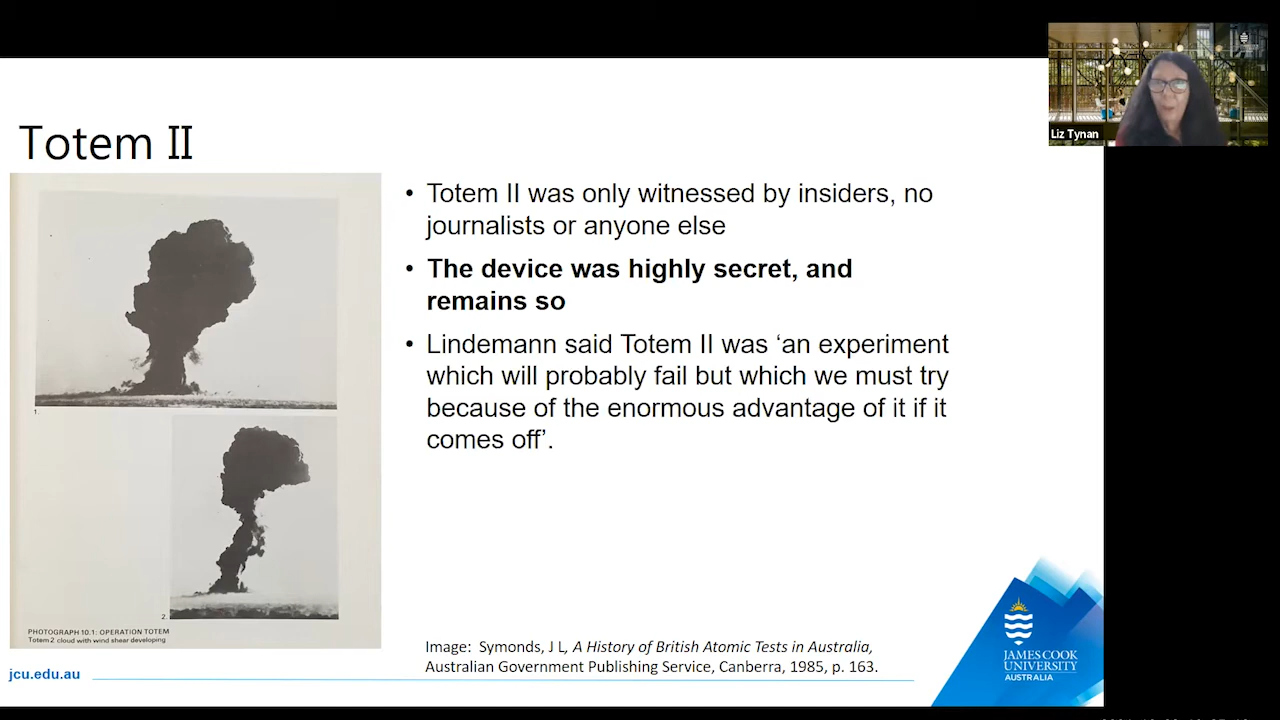 Liz Tynan
Totem II
• Totem II was only witnessed by insiders, no
journalists or anyone else
• The device was highly secret, and
remains so
• Lindemann said Totem II was ‘an experiment
which will probably fail but which we must try
because of the enormous advantage of it if it
comes off’.
1.
2.
PHOTOGRAPH 10.1: OPERATION TOTEM
Totem 2 cloud with wind shear developing
Image: Symonds, J L, A History of British Atomic Tests in Australia,
Australian Government Publishing Service, Canberra, 1985, p. 163.
jcu.edu.au
JAMES COOK
UNIVERSITY
AUSTRALIA